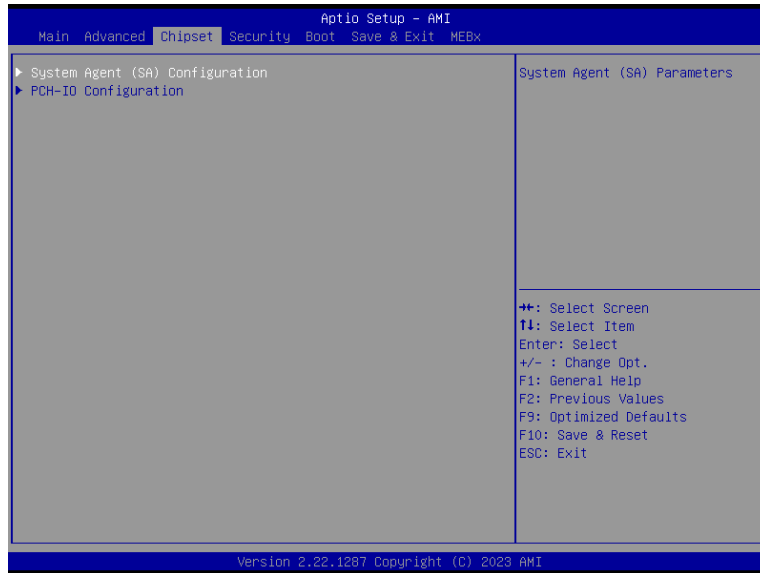 Aptio Setup – AMI
Main Advanced Chipset Security Boot Save & Exit MEBx
▶ System Agent (SA) Configuration
▶ PCH-IO Configuration
System Agent (SA) Parameters
→←: Select Screen
↑↓: Select Item
Enter: Select
+/- : Change Opt.
F1: General Help
F2: Previous Values
F9: Optimized Defaults
F10: Save & Reset
ESC: Exit
Version 2.22.1287 Copyright (C) 2023 AMI